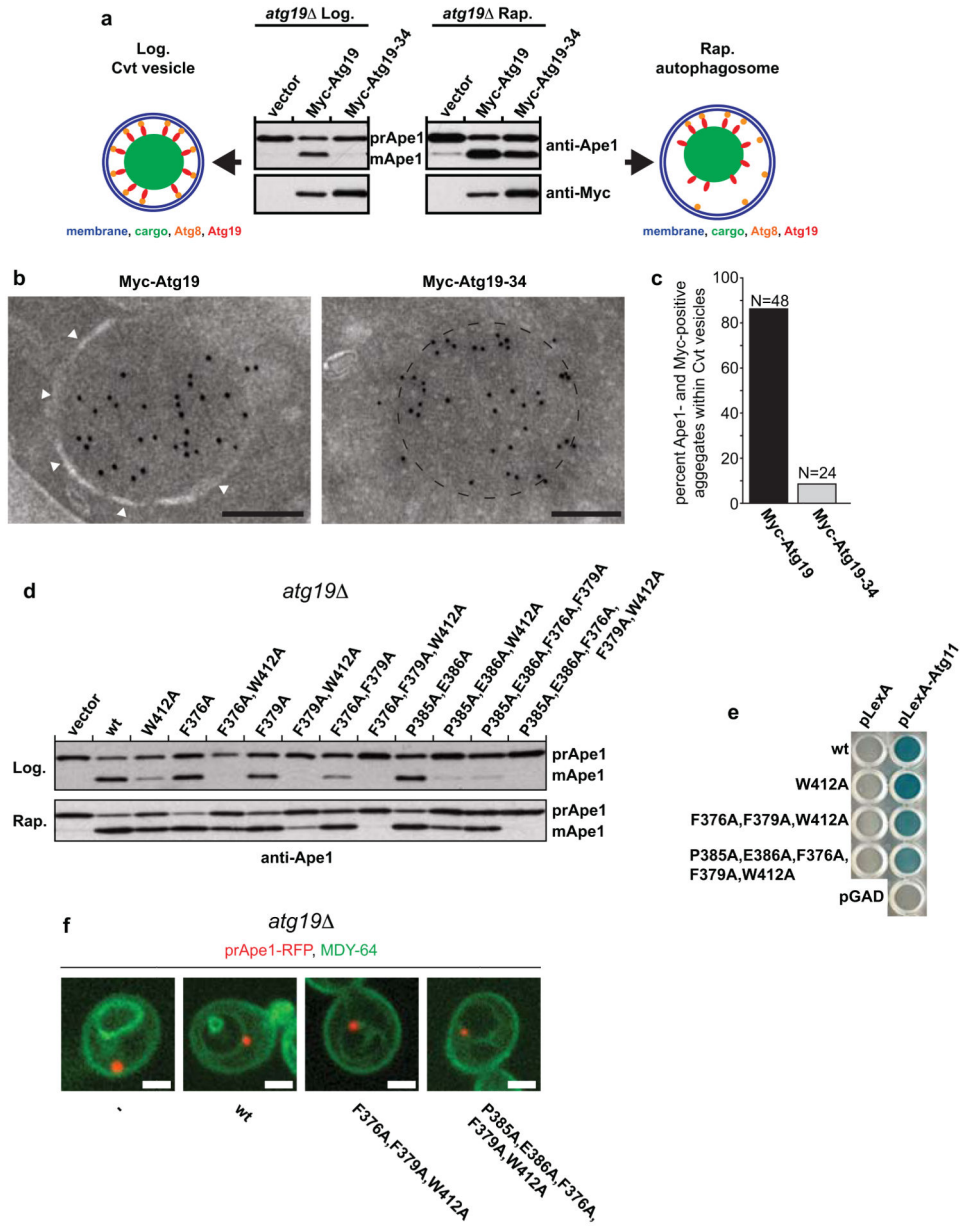 a
Log.
Cvt vesicle
membrane, cargo, Atg8, Atg19
atg19Δ Log.
vector
Myc-Atg19
Myc-Atg19-34
prApe1
mApe1
atg19Δ Rap.
vector
Myc-Atg19
Myc-Atg19-34
anti-Ape1
anti-Myc
Rap.
autophagosome
membrane, cargo, Atg8, Atg19
b
Myc-Atg19
Myc-Atg19-34
c
percent Ape1- and Myc-positive
aggegates within Cvt vesicles
100
80
60
40
20
0
N=48
N=24
Myc-Atg19
Myc-Atg19-34
d
atg19Δ
vector
wt
W412A
F376A
F376A,W412A
F379A
F379A,W412A
F376A,F379A
F376A,F379A,W412A
P385A,E386A
P385A,E386A,W412A
P385A,E386A,F376A,F379A
P385A,E386A,F376A,
F379A,W412A
Log.
prApe1
mApe1
Rap.
prApe1
mApe1
anti-Ape1
e
pLexA
pLexA-Atg11
wt
W412A
F376A,F379A,W412A
P385A,E386A,F376A,
F379A,W412A
pGAD
f
atg19Δ
prApe1-RFP, MDY-64
-
wt
F376A,F379A,W412A
P385A,E386A,F376A,
F379A,W412A